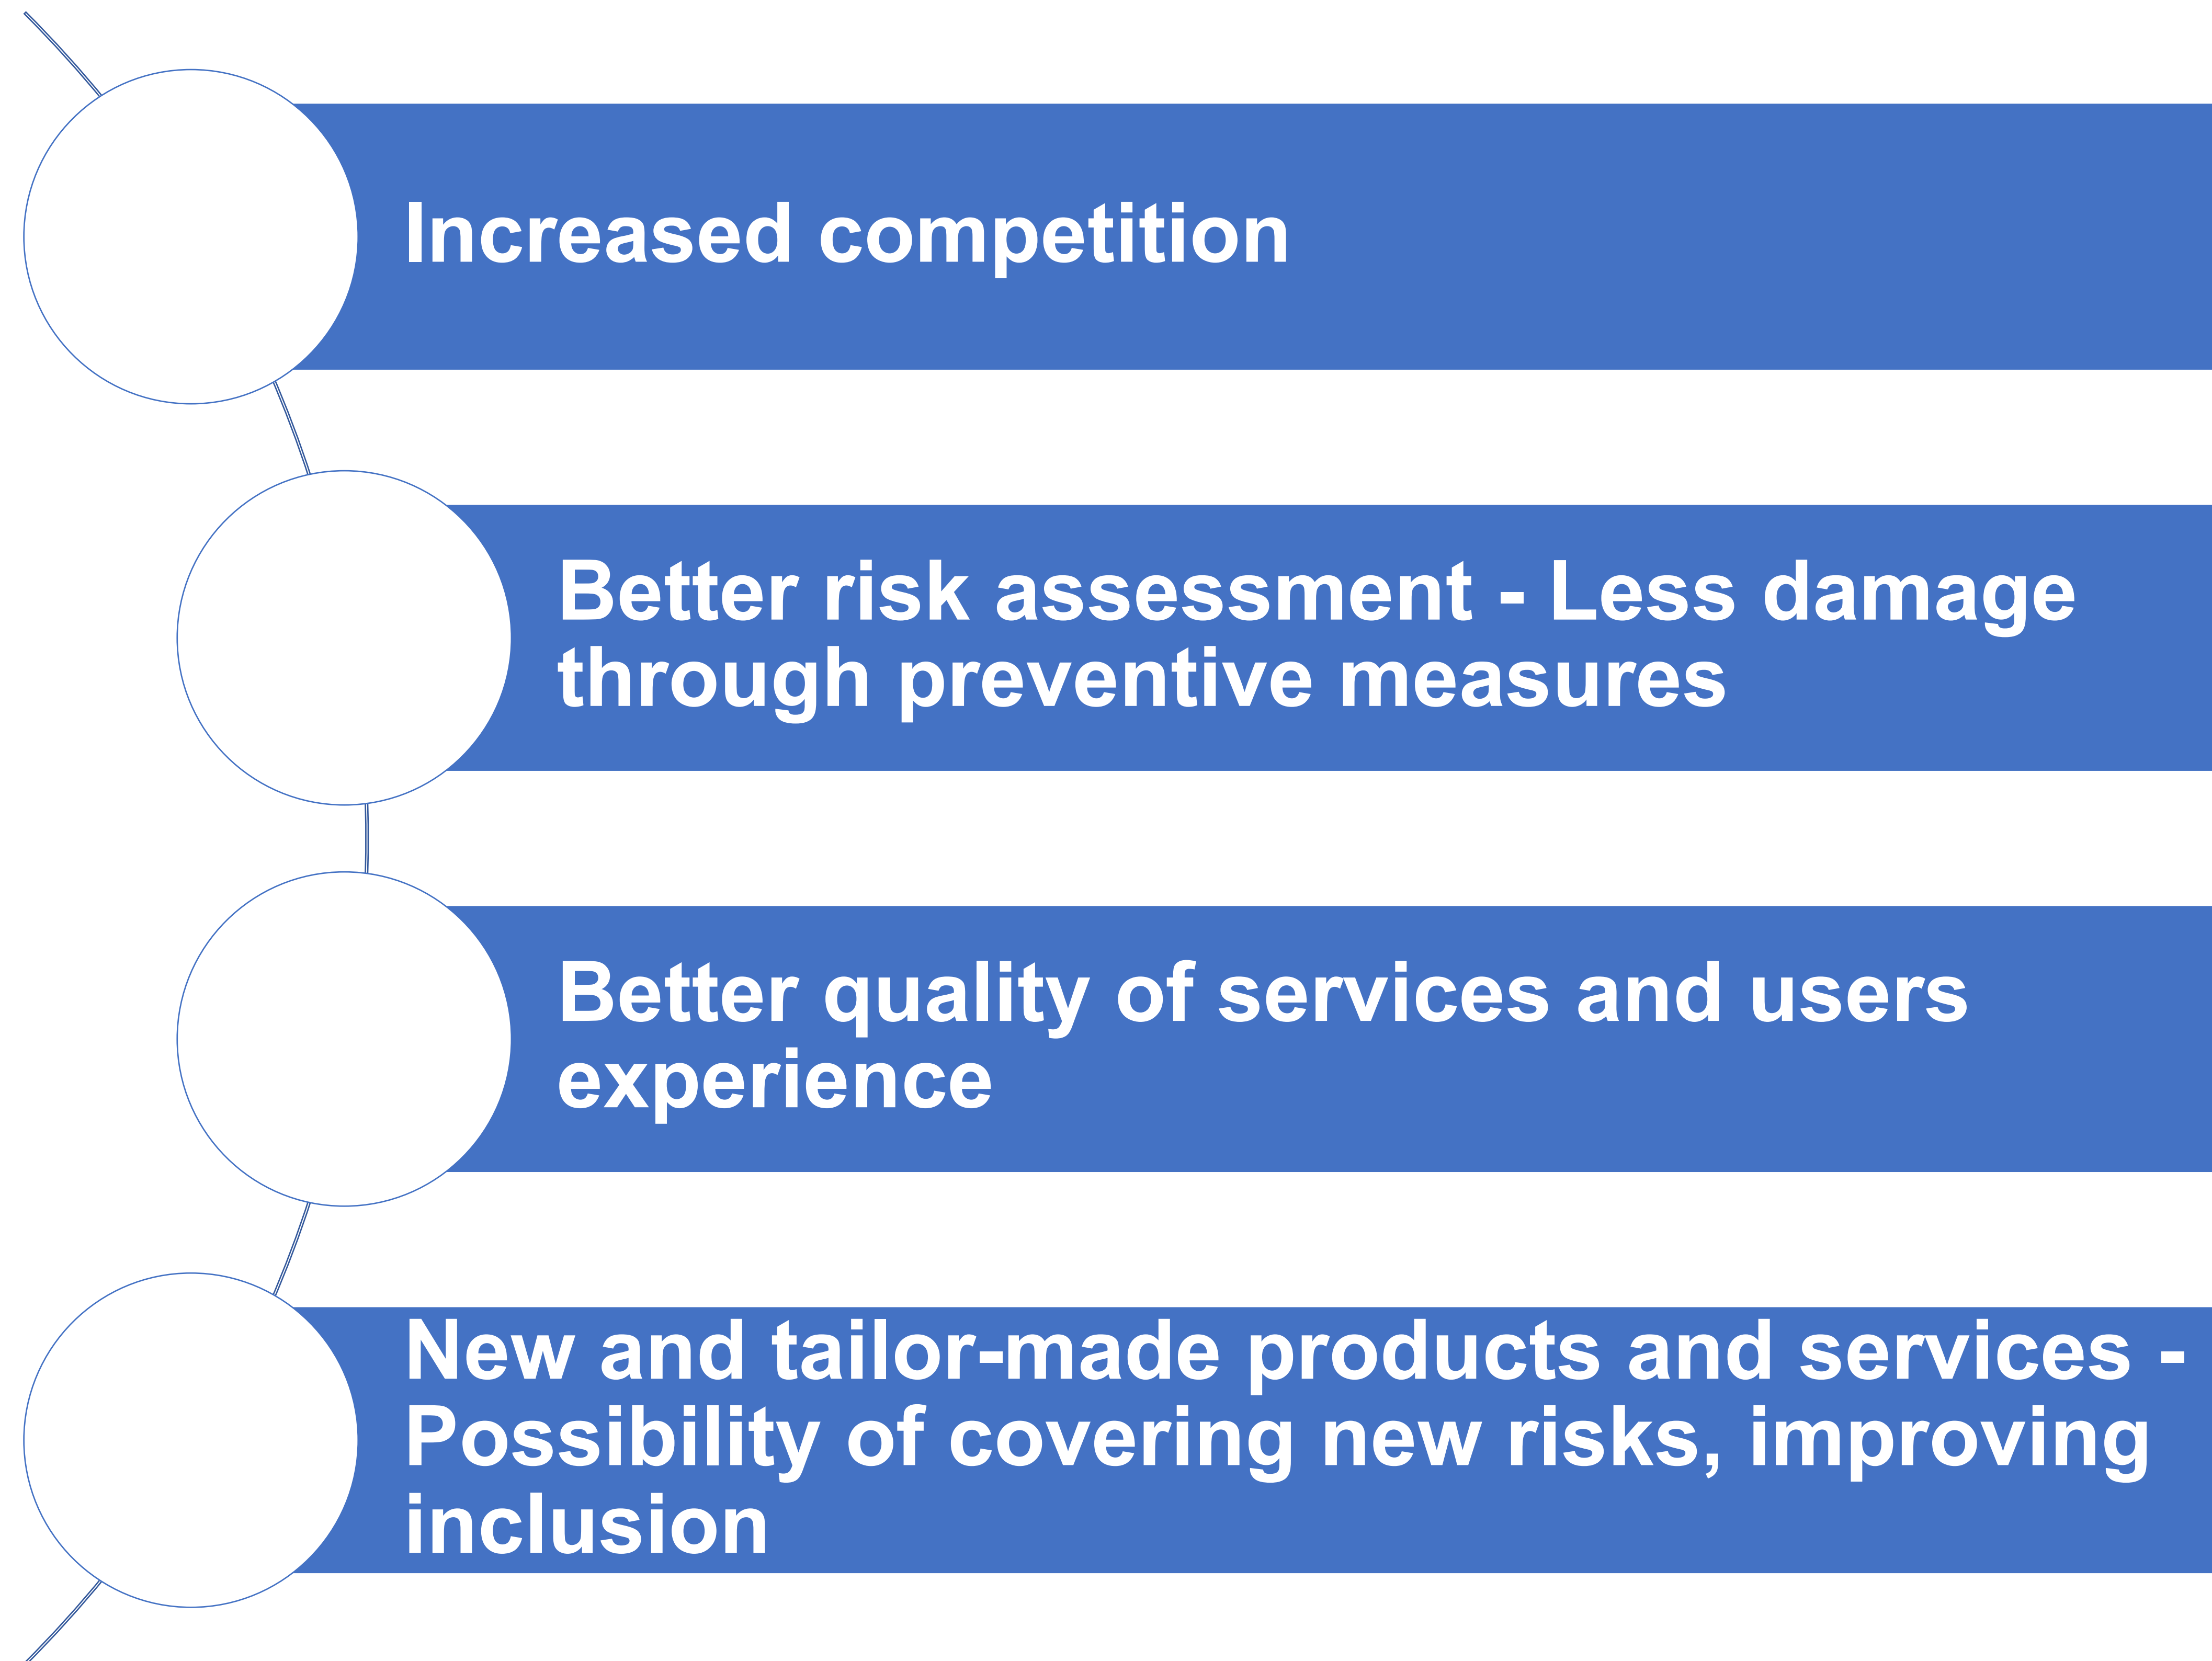 Increased competition
Better risk assessment - Less damage
through preventive measures
Better quality of services and users
experience
New and tailor-made products and services -
Possibility of covering new risks, improving
inclusion